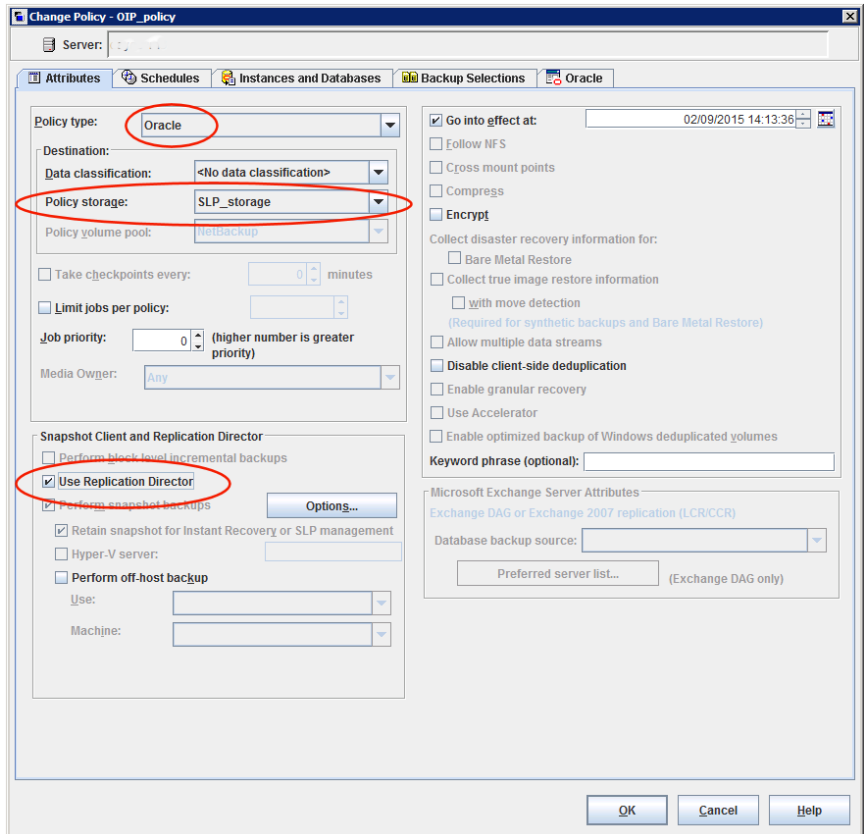 Change Policy - OIP_policy
Server:
Attributes
Schedules
Instances and Databases
Backup Selections
Oracle
Policy type:
Oracle
Destination:
Data classification:
<No data classification>
Policy storage:
SLP_storage
Policy volume pool:
NetBackup
Take checkpoints every:
0
minutes
Limit jobs per policy:
Job priority:
0
(higher number is greater
priority)
Media Owner:
Any
Snapshot Client and Replication Director
Perform block level incremental backups
Use Replication Director
Perform snapshot backups
Options...
Retain snapshot for Instant Recovery or SLP management
Hyper-V server:
Perform off-host backup
Use:
Machine:
Go into effect at:
02/09/2015 14:13:36
Follow NFS
Cross mount points
Compress
Encrypt
Collect disaster recovery information for:
Bare Metal Restore
Collect true image restore information
with move detection
(Required for synthetic backups and Bare Metal Restore)
Allow multiple data streams
Disable client-side deduplication
Enable granular recovery
Use Accelerator
Enable optimized backup of Windows deduplicated volumes
Keyword phrase (optional):
Microsoft Exchange Server Attributes
Exchange DAG or Exchange 2007 replication (LCR/CCR)
Database backup source:
Preferred server list...
(Exchange DAG only)
OK
Cancel
Help